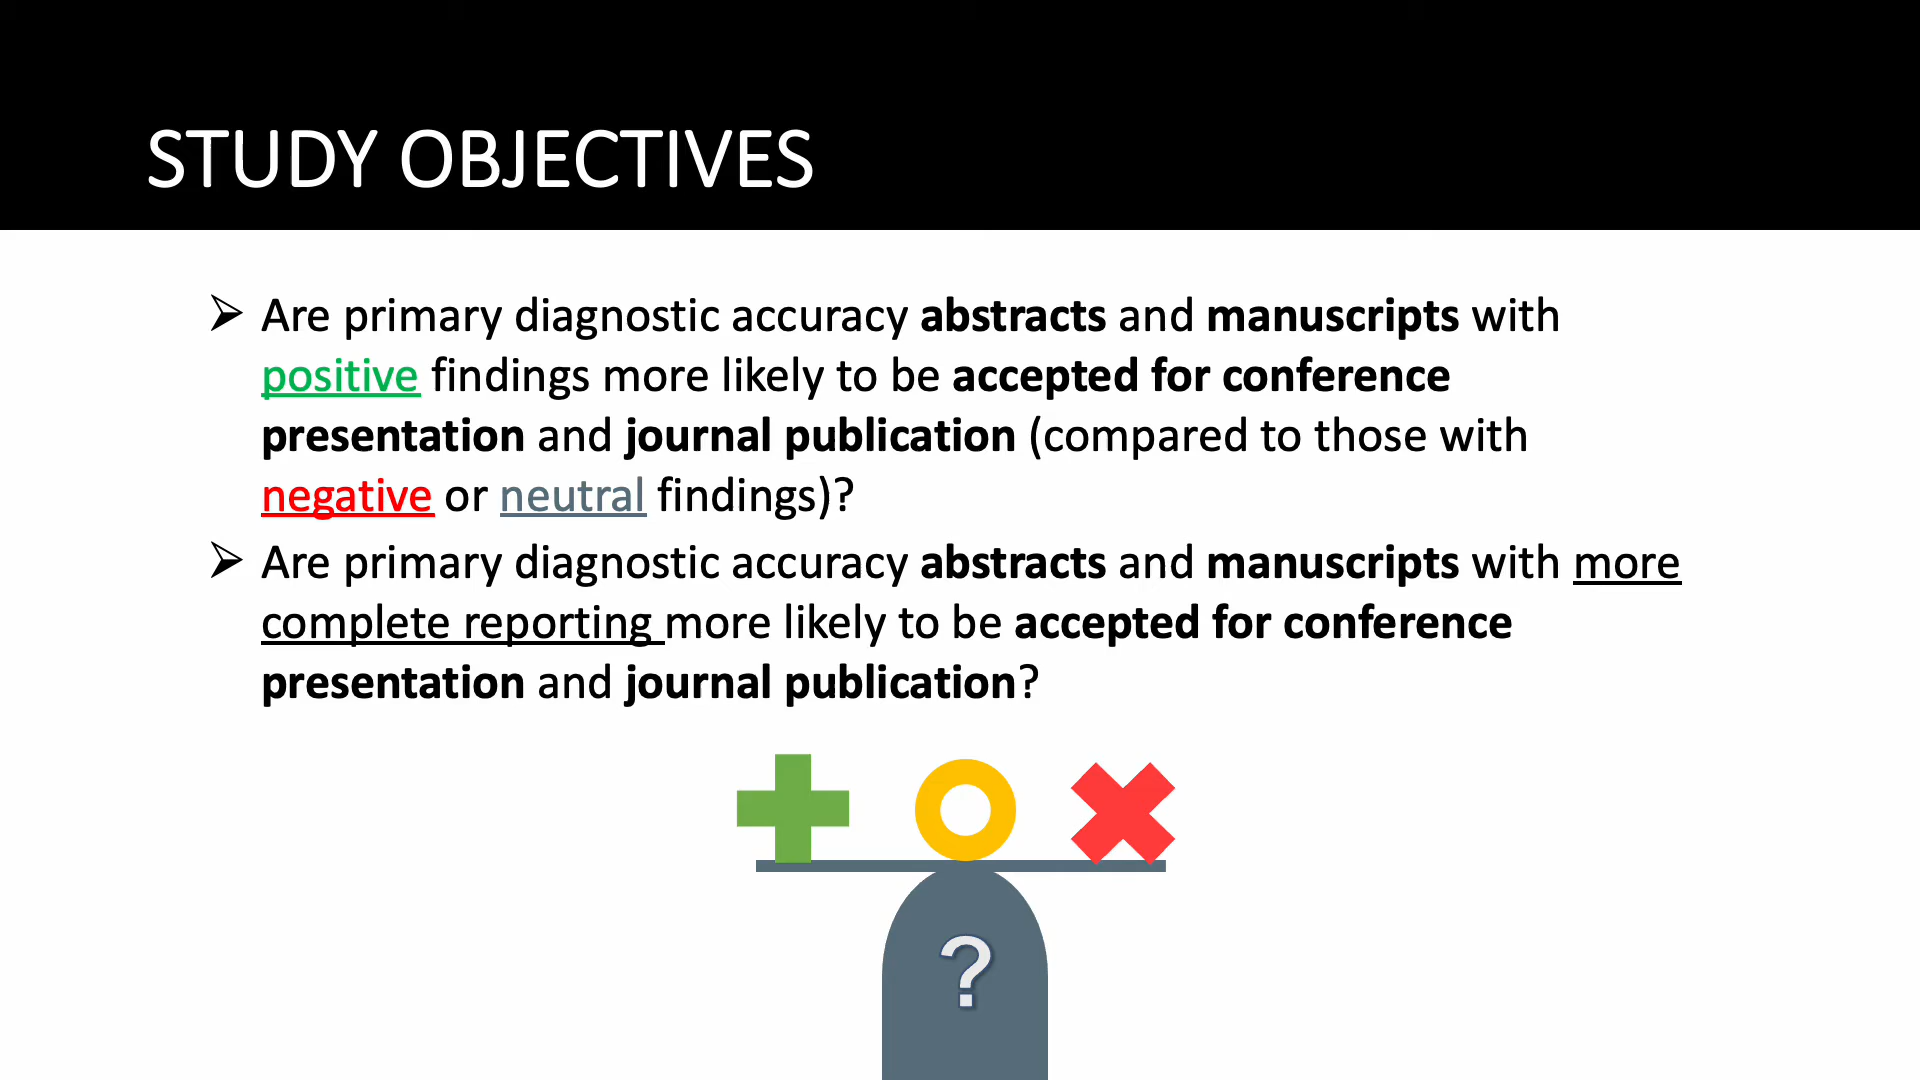 STUDY OBJECTIVES
Are primary diagnostic accuracy abstracts and manuscripts with
positive findings more likely to be accepted for conference
presentation and journal publication (compared to those with
negative or neutral findings)?
Are primary diagnostic accuracy abstracts and manuscripts with more
complete reporting more likely to be accepted for conference
presentation and journal publication?
?